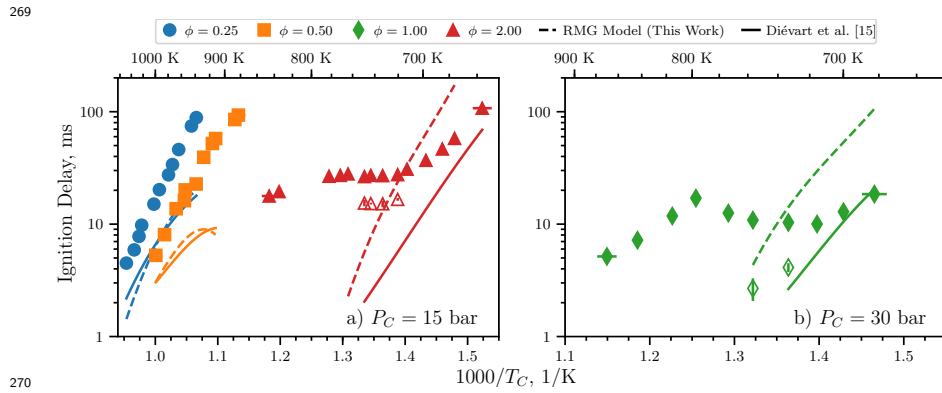 269
ϕ = 0.25 ϕ = 0.50 ϕ = 1.00 ϕ = 2.00 RMG Model (This Work) Diévart et al. [15]
1000 K 900 K 800 K 700 K 900 K 800 K 700 K
Ignition Delay, ms
100
10
1
a) P_C = 15 bar b) P_C = 30 bar
1.0 1.1 1.2 1.3 1.4 1.5 1.1 1.2 1.3 1.4 1.5
1000/T_C, 1/K
270